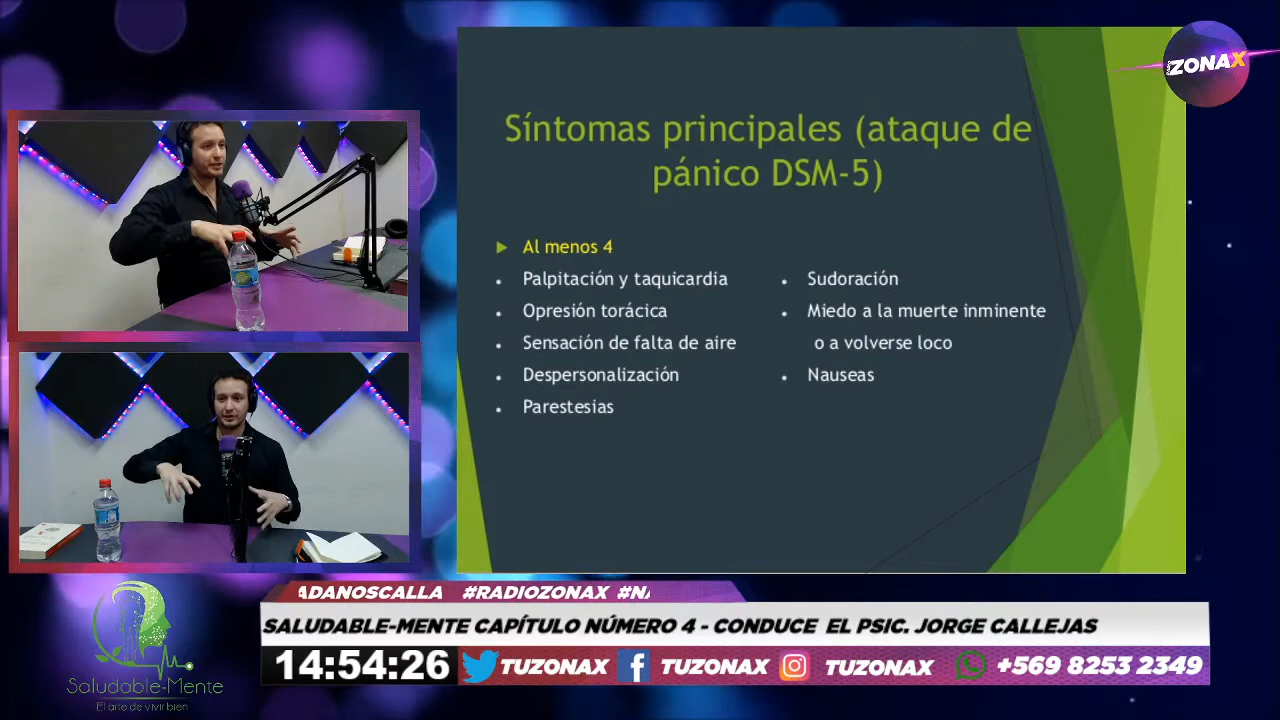 ZONAX
Síntomas principales (ataque de
pánico DSM-5)
Al menos 4
Palpitación y taquicardia
Opresión torácica
Sensación de falta de aire
Despersonalización
Parestesias
Sudoración
Miedo a la muerte inminente
o a volverse loco
Nauseas
ADANOSCALLA #RADIOZONAX #NA
SALUDABLE-MENTE CAPÍTULO NÚMERO 4 - CONDUCE EL PSIC. JORGE CALLEJAS
14:54:26 TUZONAX TUZONAX TUZONAX +569 8253 2349
Saludable-Mente
El arte de vivir bien